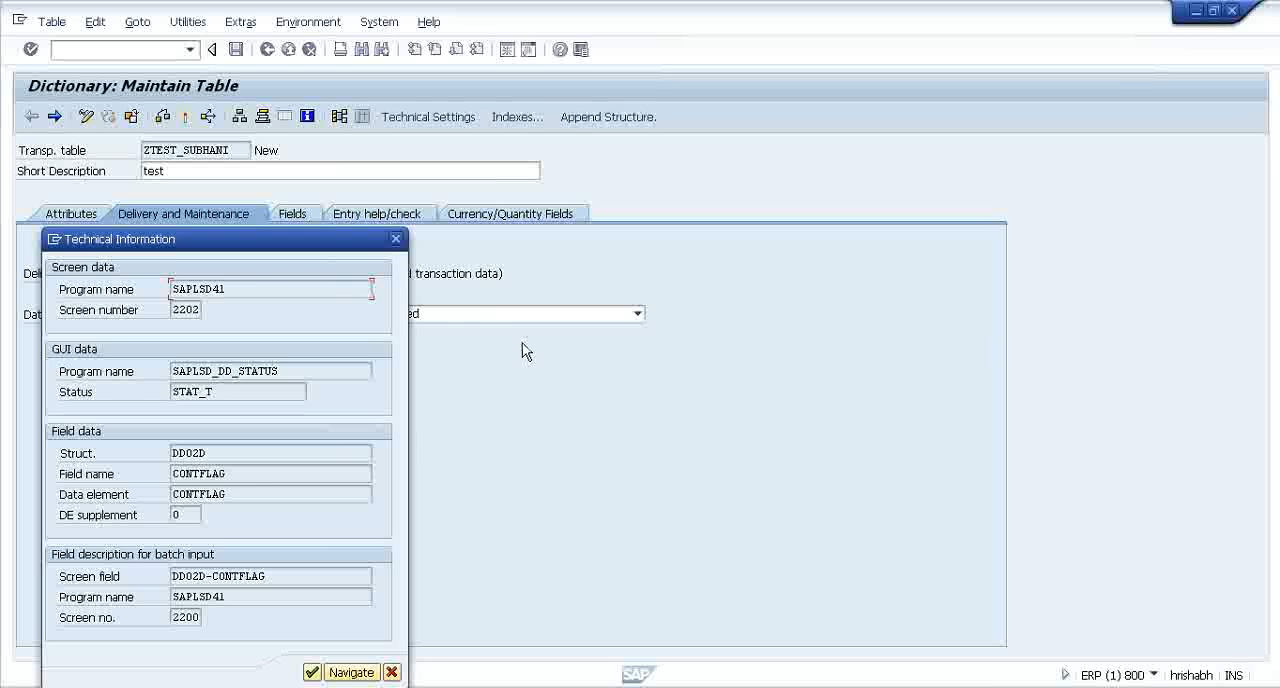 Table Edit Goto Utilities Extras Environment System Help
Dictionary: Maintain Table
Technical Settings Indexes... Append Structure.
Transp. table ZTEST_SUBHANI New
Short Description test
Attributes Delivery and Maintenance Fields Entry help/check Currency/Quantity Fields
Technical Information
Screen data
Del transaction data)
Program name SAPLSD41
Screen number 2202
Dat ed
GUI data
Program name SAPLSD_DD_STATUS
Status STAT_T
Field data
Struct. DD02D
Field name CONTFLAG
Data element CONTFLAG
DE supplement 0
Field description for batch input
Screen field DD02D-CONTFLAG
Program name SAPLSD41
Screen no. 2200
Navigate
SAP ERP (1) 800 hrishabh INS